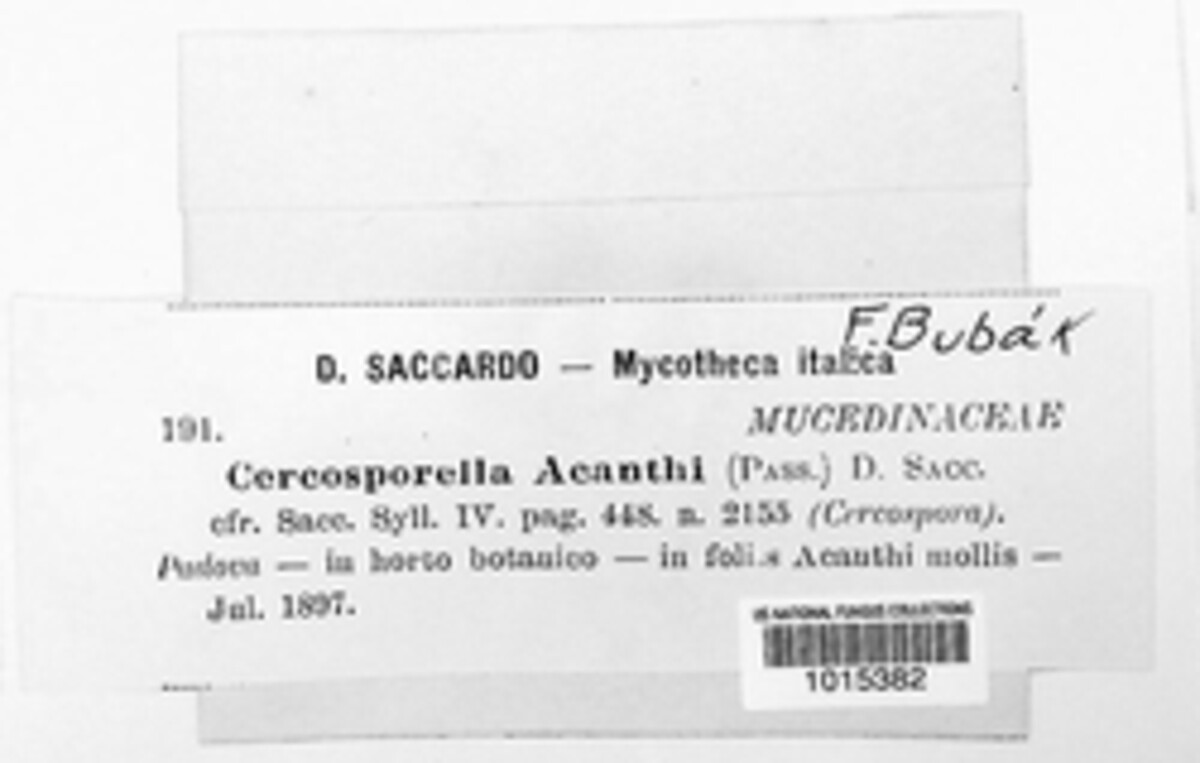 F. Bubák
D. SACCARDO — Mycotheca italica
191. MUCEDINACEAE
Cercosporella Acanthi (PASS.) D. SACC.
cfr. Sacc. Syll. IV. pag. 448. n. 2155 (Cercospora).
Padova — in horto botanico — in foliis Acanthi mollis —
Jul. 1897.
US NATIONAL FUNGUS COLLECTIONS
1015382